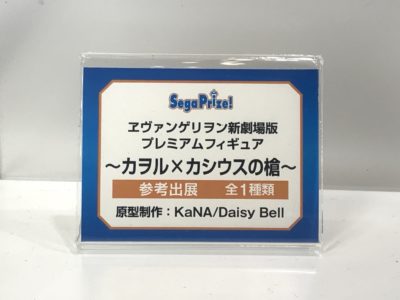 SegaPrize!
ヱヴァンゲリヲン新劇場版
プレミアムフィギュア
~カヲル×カシウスの槍~
参考出展 全1種類
原型制作:KaNA/Daisy Bell